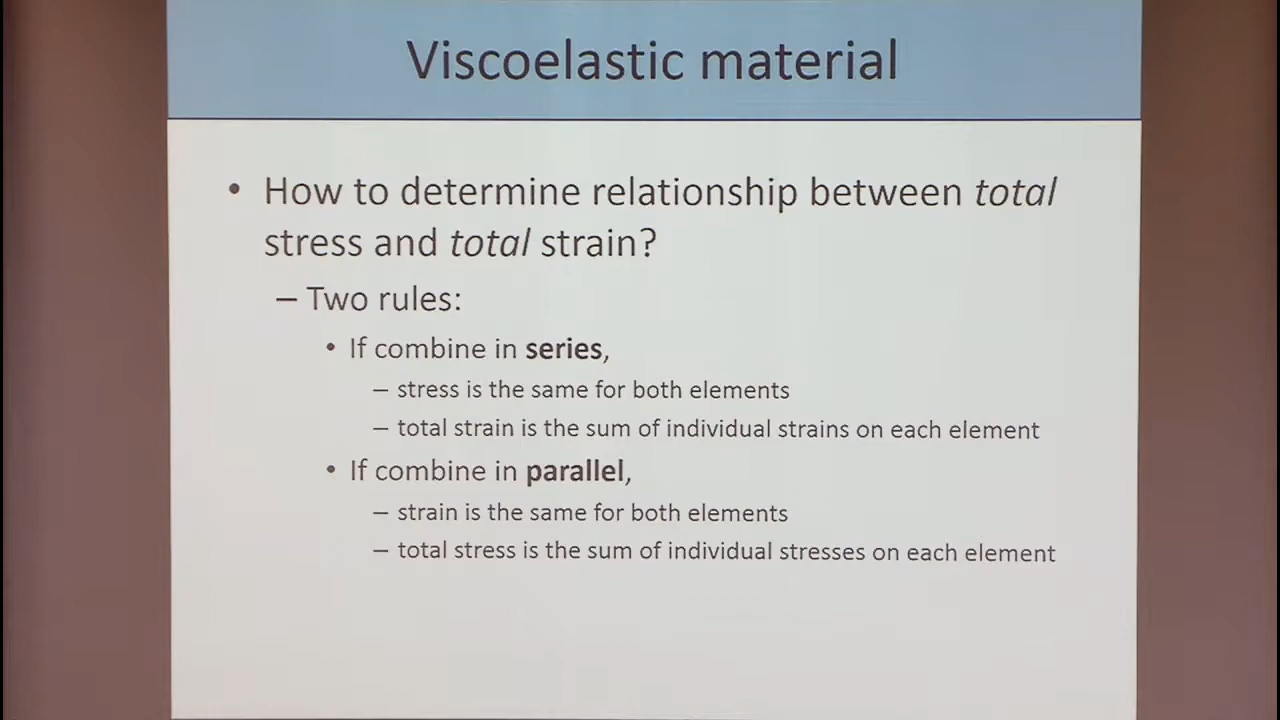 Viscoelastic material
• How to determine relationship between total
stress and total strain?
– Two rules:
• If combine in series,
– stress is the same for both elements
– total strain is the sum of individual strains on each element
• If combine in parallel,
– strain is the same for both elements
– total stress is the sum of individual stresses on each element